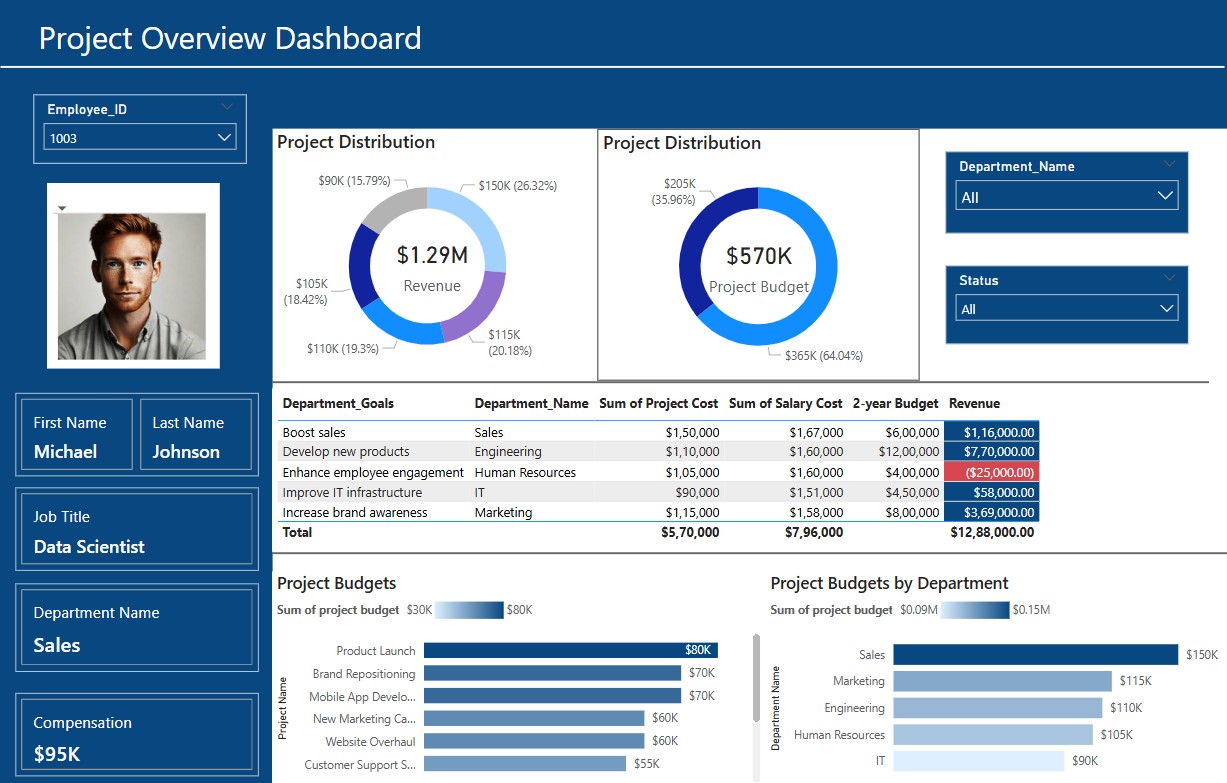 Project Overview Dashboard
Employee_ID
1003
First Name
Michael
Last Name
Johnson
Job Title
Data Scientist
Department Name
Sales
Compensation
$95K
Project Distribution
$90K (15.79%)
$150K (26.32%)
$1.29M
Revenue
$105K
(18.42%)
$115K
(20.18%)
$110K (19.3%)
Project Distribution
$205K
(35.96%)
$570K
Project Budget
$365K (64.04%)
Department_Name
All
Status
All
Department_Goals Department_Name Sum of Project Cost Sum of Salary Cost 2-year Budget Revenue
Boost sales Sales $1,50,000 $1,67,000 $6,00,000 $1,16,000.00
Develop new products Engineering $1,10,000 $1,60,000 $12,00,000 $7,70,000.00
Enhance employee engagement Human Resources $1,05,000 $1,60,000 $4,00,000 ($25,000.00)
Improve IT infrastructure IT $90,000 $1,51,000 $4,50,000 $58,000.00
Increase brand awareness Marketing $1,15,000 $1,58,000 $8,00,000 $3,69,000.00
Total $5,70,000 $7,96,000 $12,88,000.00
Project Budgets
Sum of project budget $30K $80K
Project Name
Product Launch $80K
Brand Repositioning $70K
Mobile App Develo... $70K
New Marketing Ca... $60K
Website Overhaul $60K
Customer Support S... $55K
Project Budgets by Department
Sum of project budget $0.09M $0.15M
Department Name
Sales $150K
Marketing $115K
Engineering $110K
Human Resources $105K
IT $90K